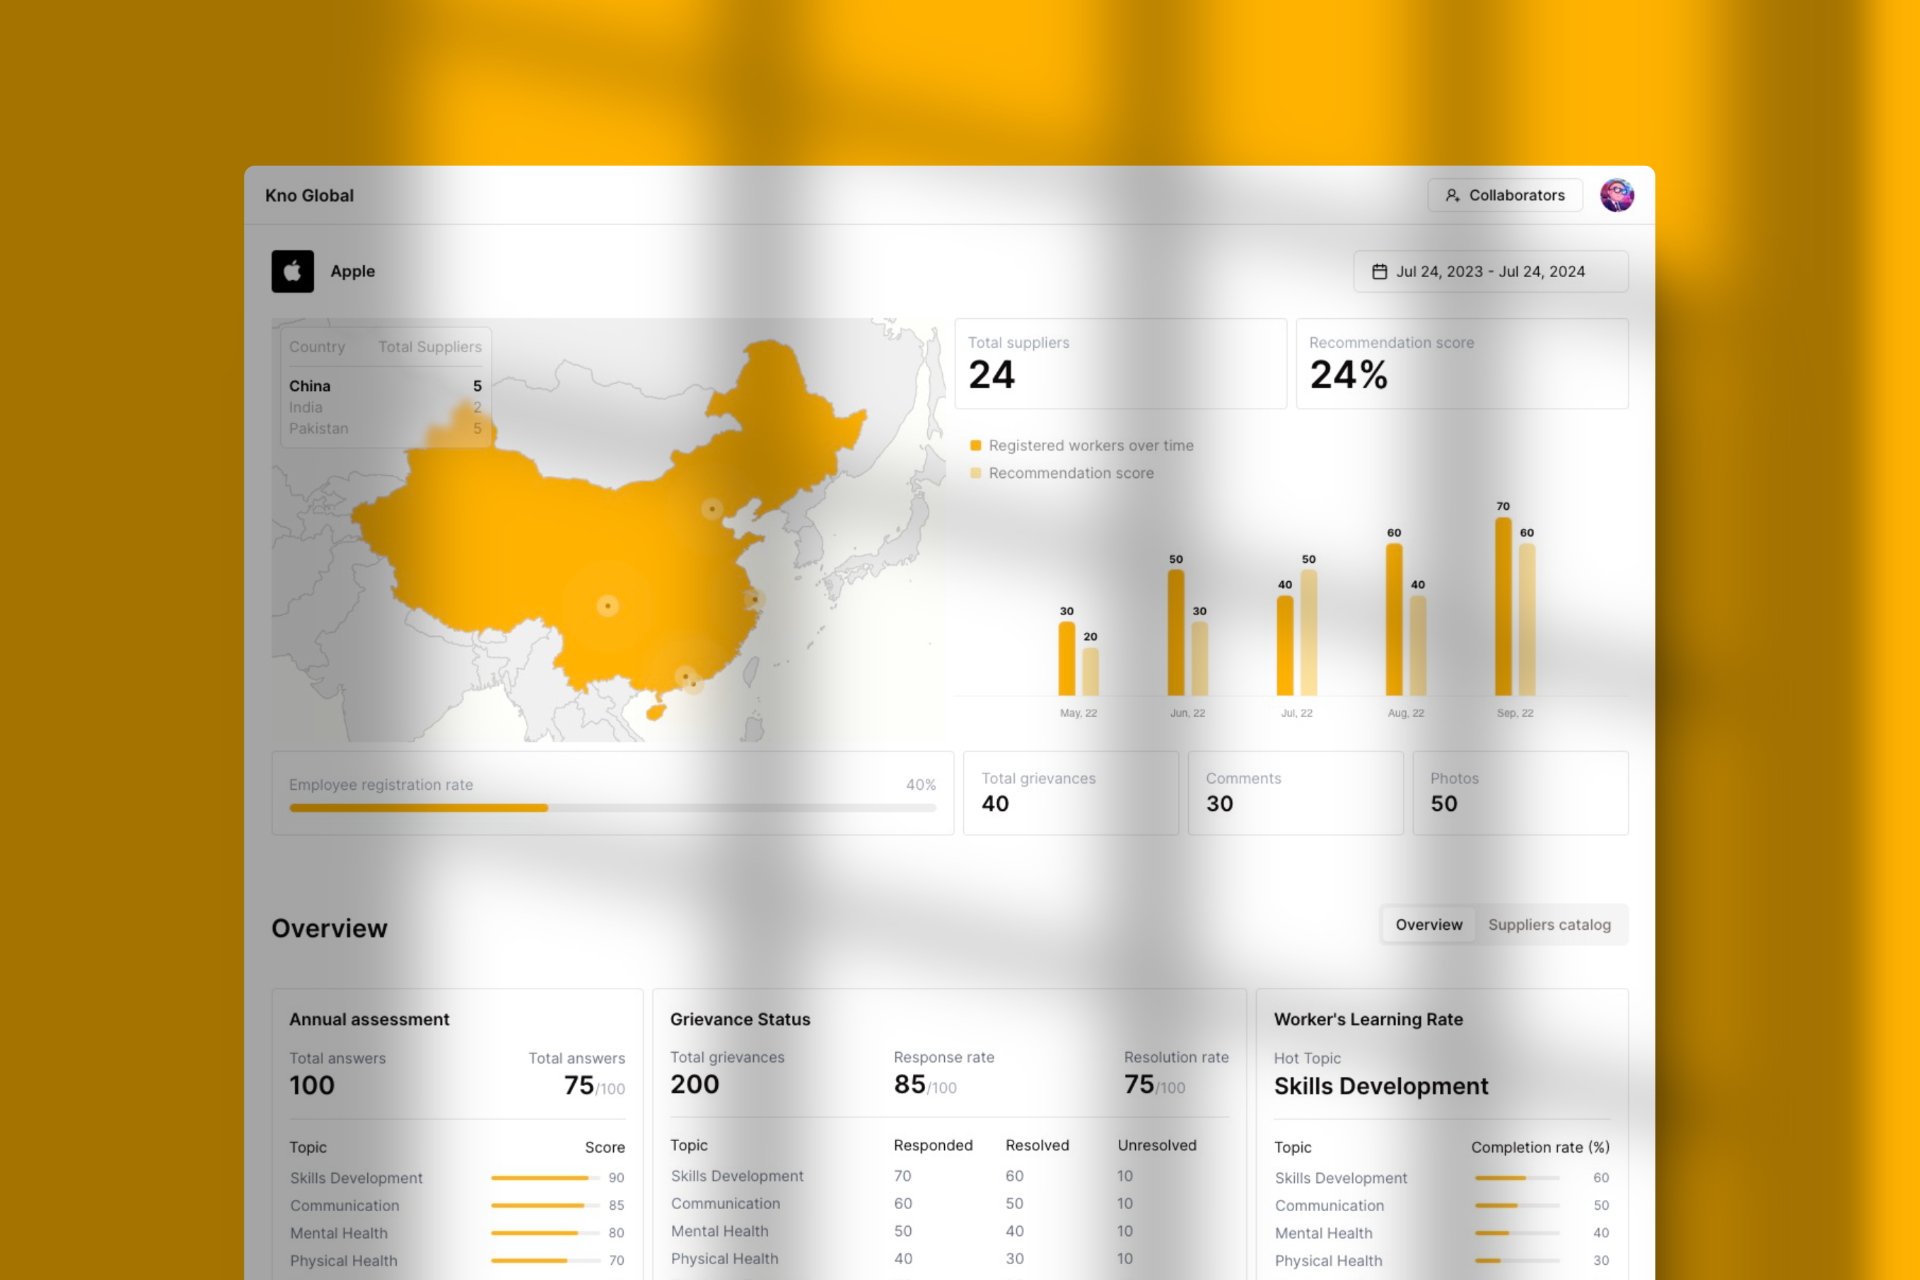 Kno Global
Collaborators
Apple
Jul 24, 2023 - Jul 24, 2024
Country Total Suppliers
China 5
India 2
Pakistan 5
Total suppliers
24
Recommendation score
24%
Registered workers over time
Recommendation score
30 20 50 30 40 50 60 40 70 60
May, 22 Jun, 22 Jul, 22 Aug, 22 Sep, 22
Employee registration rate 40%
Total grievances
40
Comments
30
Photos
50
Overview
Overview Suppliers catalog
Annual assessment
Total answers Total answers
100 75/100
Topic Score
Skills Development 90
Communication 85
Mental Health 80
Physical Health 70
Grievance Status
Total grievances Response rate Resolution rate
200 85/100 75/100
Topic Responded Resolved Unresolved
Skills Development 70 60 10
Communication 60 50 10
Mental Health 50 40 10
Physical Health 40 30 10
Worker's Learning Rate
Hot Topic
Skills Development
Topic Completion rate (%)
Skills Development 60
Communication 50
Mental Health 40
Physical Health 30